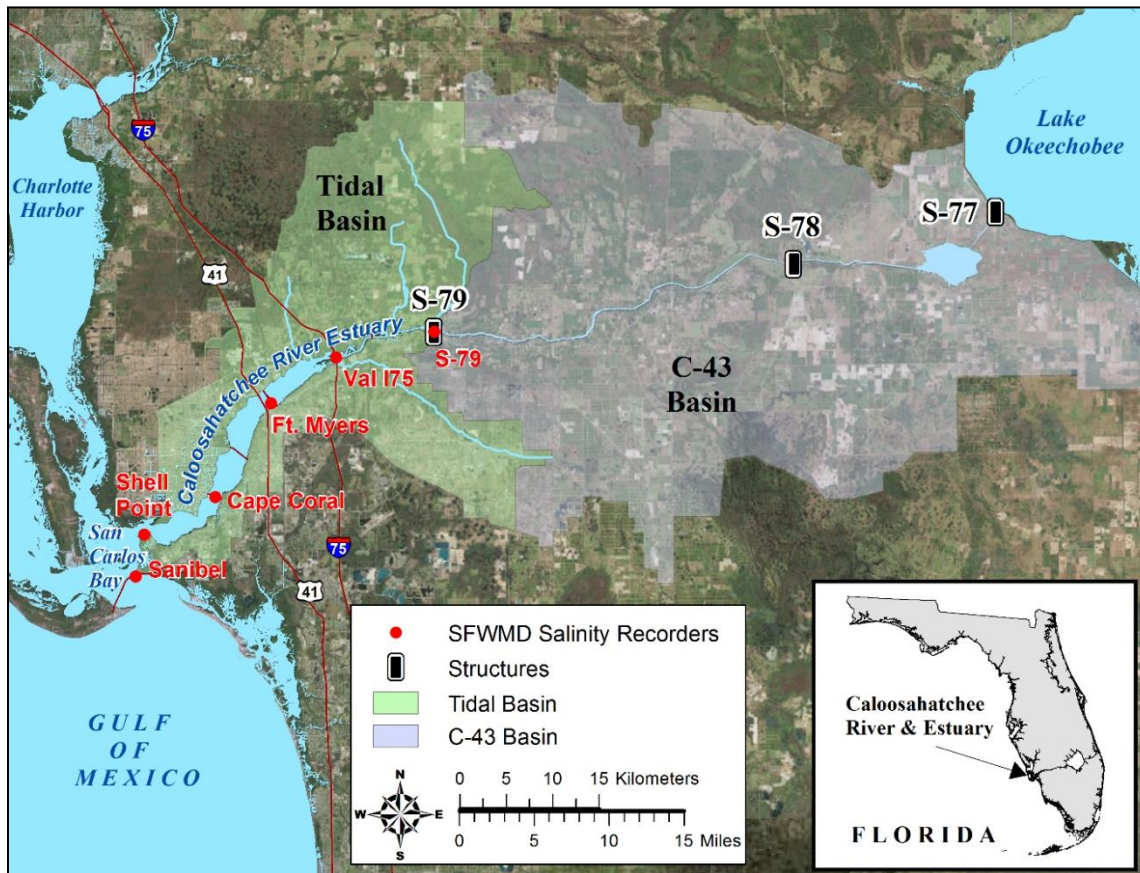 75
Charlotte
Harbor
Tidal
Basin
Lake
Okeechobee
S-77
S-78
41
S-79
S-79
C-43
Basin
Caloosahatchee River Estuary
Val I75
Ft. Myers
Shell
Point
Cape Coral
San
Carlos
Bay
Sanibel
75
41
GULF
OF
MEXICO
SFWMD Salinity Recorders
Structures
Tidal Basin
C-43 Basin
N
W E
S
0 5 10 15 Kilometers
0 5 10 15 Miles
Caloosahatchee
River & Estuary
FLORIDA